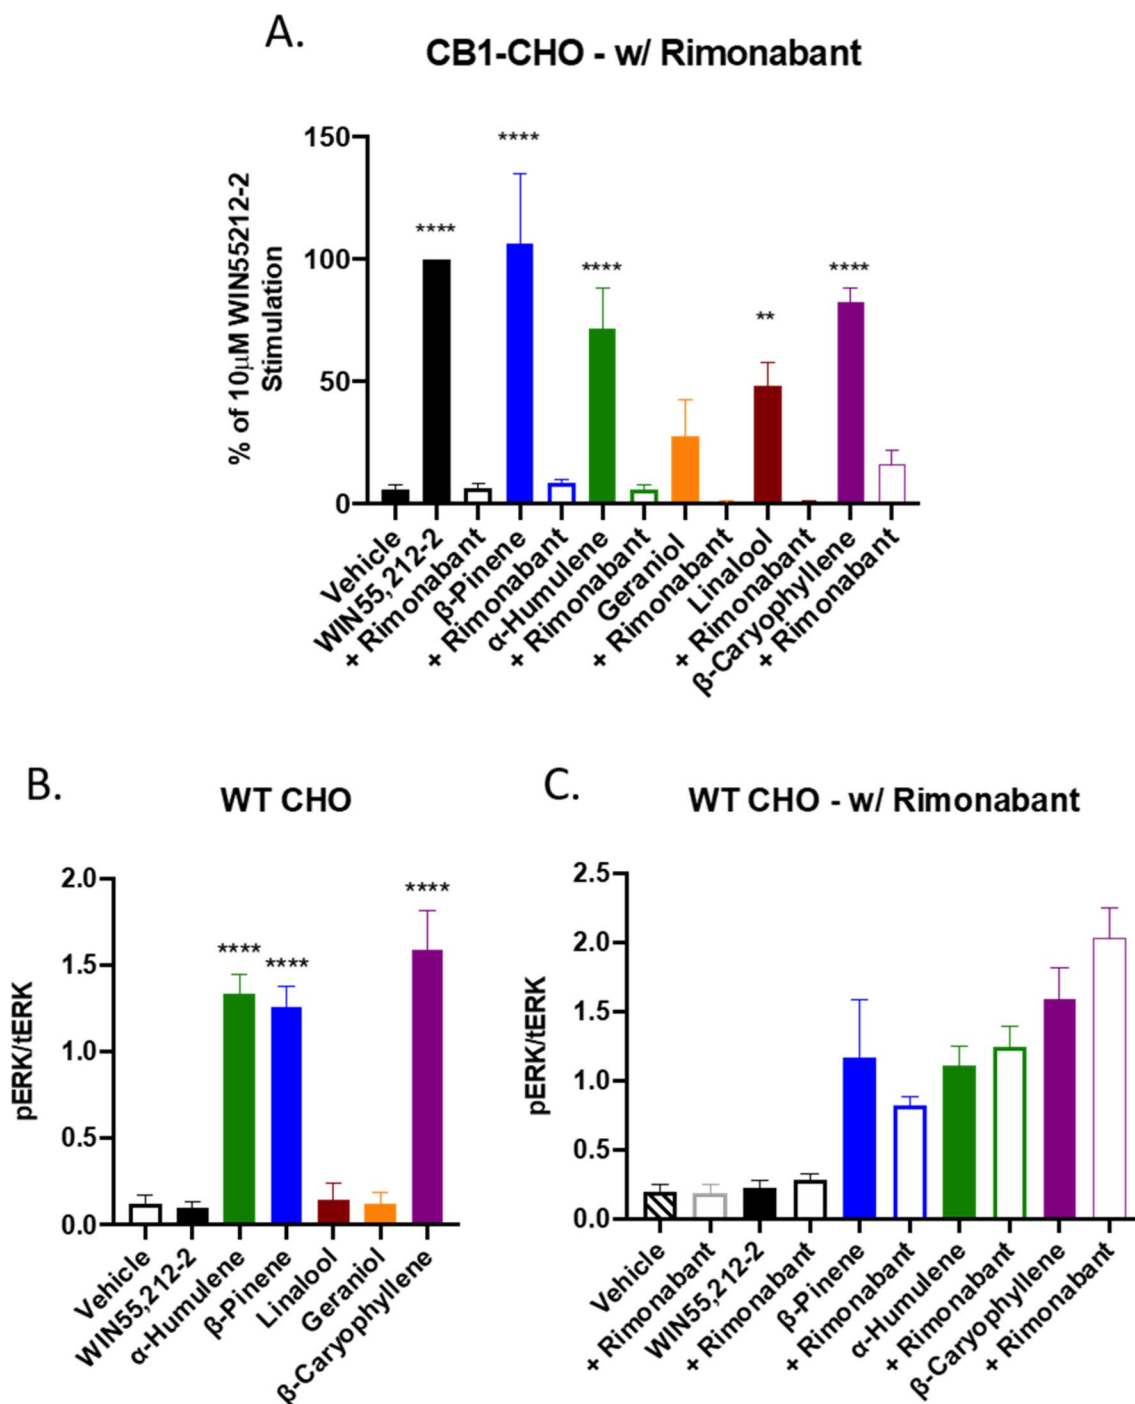 A.
CB1-CHO - w/ Rimonabant
% of 10μM WIN55212-2
Stimulation
150
100
50
0
****
****
****
**
****
Vehicle
WIN55,212-2
+ Rimonabant
β-Pinene
+ Rimonabant
α-Humulene
+ Rimonabant
Geraniol
+ Rimonabant
Linalool
+ Rimonabant
β-Caryophyllene
+ Rimonabant
B.
WT CHO
pERK/tERK
2.0
1.5
1.0
0.5
0.0
****
****
****
Vehicle
WIN55,212-2
α-Humulene
β-Pinene
Linalool
Geraniol
β-Caryophyllene
C.
WT CHO - w/ Rimonabant
pERK/tERK
2.5
2.0
1.5
1.0
0.5
0.0
Vehicle
+ Rimonabant
WIN55,212-2
+ Rimonabant
β-Pinene
+ Rimonabant
α-Humulene
+ Rimonabant
β-Caryophyllene
+ Rimonabant